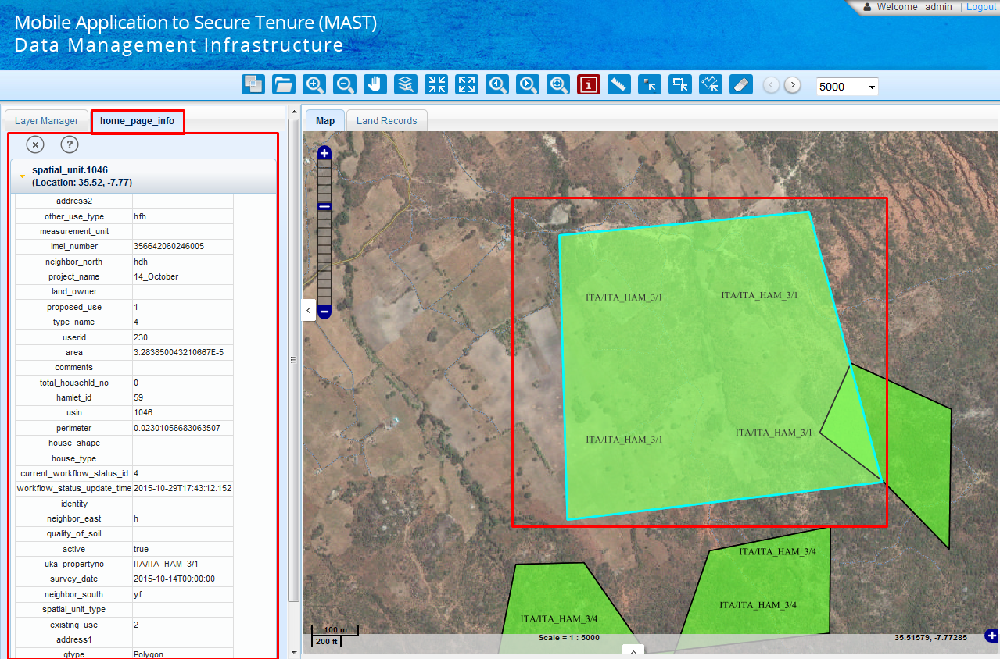 Welcome admin Logout
Mobile Application to Secure Tenure (MAST)
Data Management Infrastructure
5000
Layer Manager
home_page_info
Map
Land Records
spatial_unit.1046
(Location: 35.52, -7.77)
address2
other_use_type hfh
measurement_unit
imei_number 356642060246005
neighbor_north hdh
project_name 14_October
land_owner
proposed_use 1
type_name 4
userid 230
area 3.283850043210667E-5
comments
total_househld_no 0
hamlet_id 59
usin 1046
perimeter 0.02301056683063507
house_shape
house_type
current_workflow_status_id 4
workflow_status_update_time 2015-10-29T17:43:12.152
identity
neighbor_east h
quality_of_soil
active true
uka_propertyno ITA/ITA_HAM_3/1
survey_date 2015-10-14T00:00:00
neighbor_south yf
spatial_unit_type
existing_use 2
address1
gtype Polygon
ITA/ITA_HAM_3/1
ITA/ITA_HAM_3/1
ITA/ITA_HAM_3/1
ITA/ITA_HAM_3/1
ITA/ITA_HAM_3/4
ITA/ITA_HAM_3/4
ITA/ITA_HAM_3/4
100 m
200 ft
Scale = 1 : 5000
35.51579, -7.77285